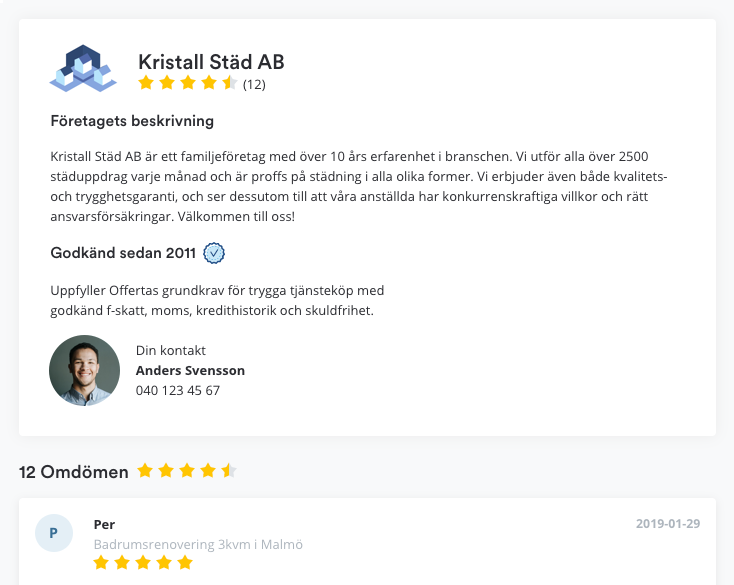 Kristall Städ AB
(12)
Företagets beskrivning
Kristall Städ AB är ett familjeföretag med över 10 års erfarenhet i branschen. Vi utför alla över 2500
städuppdrag varje månad och är proffs på städning i alla olika former. Vi erbjuder även både kvalitets-
och trygghetsgaranti, och ser dessutom till att våra anställda har konkurrenskraftiga villkor och rätt
ansvarsförsäkringar. Välkommen till oss!
Godkänd sedan 2011
Uppfyller Offertas grundkrav för trygga tjänsteköp med
godkänd f-skatt, moms, kredithistorik och skuldfrihet.
Din kontakt
Anders Svensson
040 123 45 67
12 Omdömen
P
Per
2019-01-29
Badrumsrenovering 3kvm i Malmö